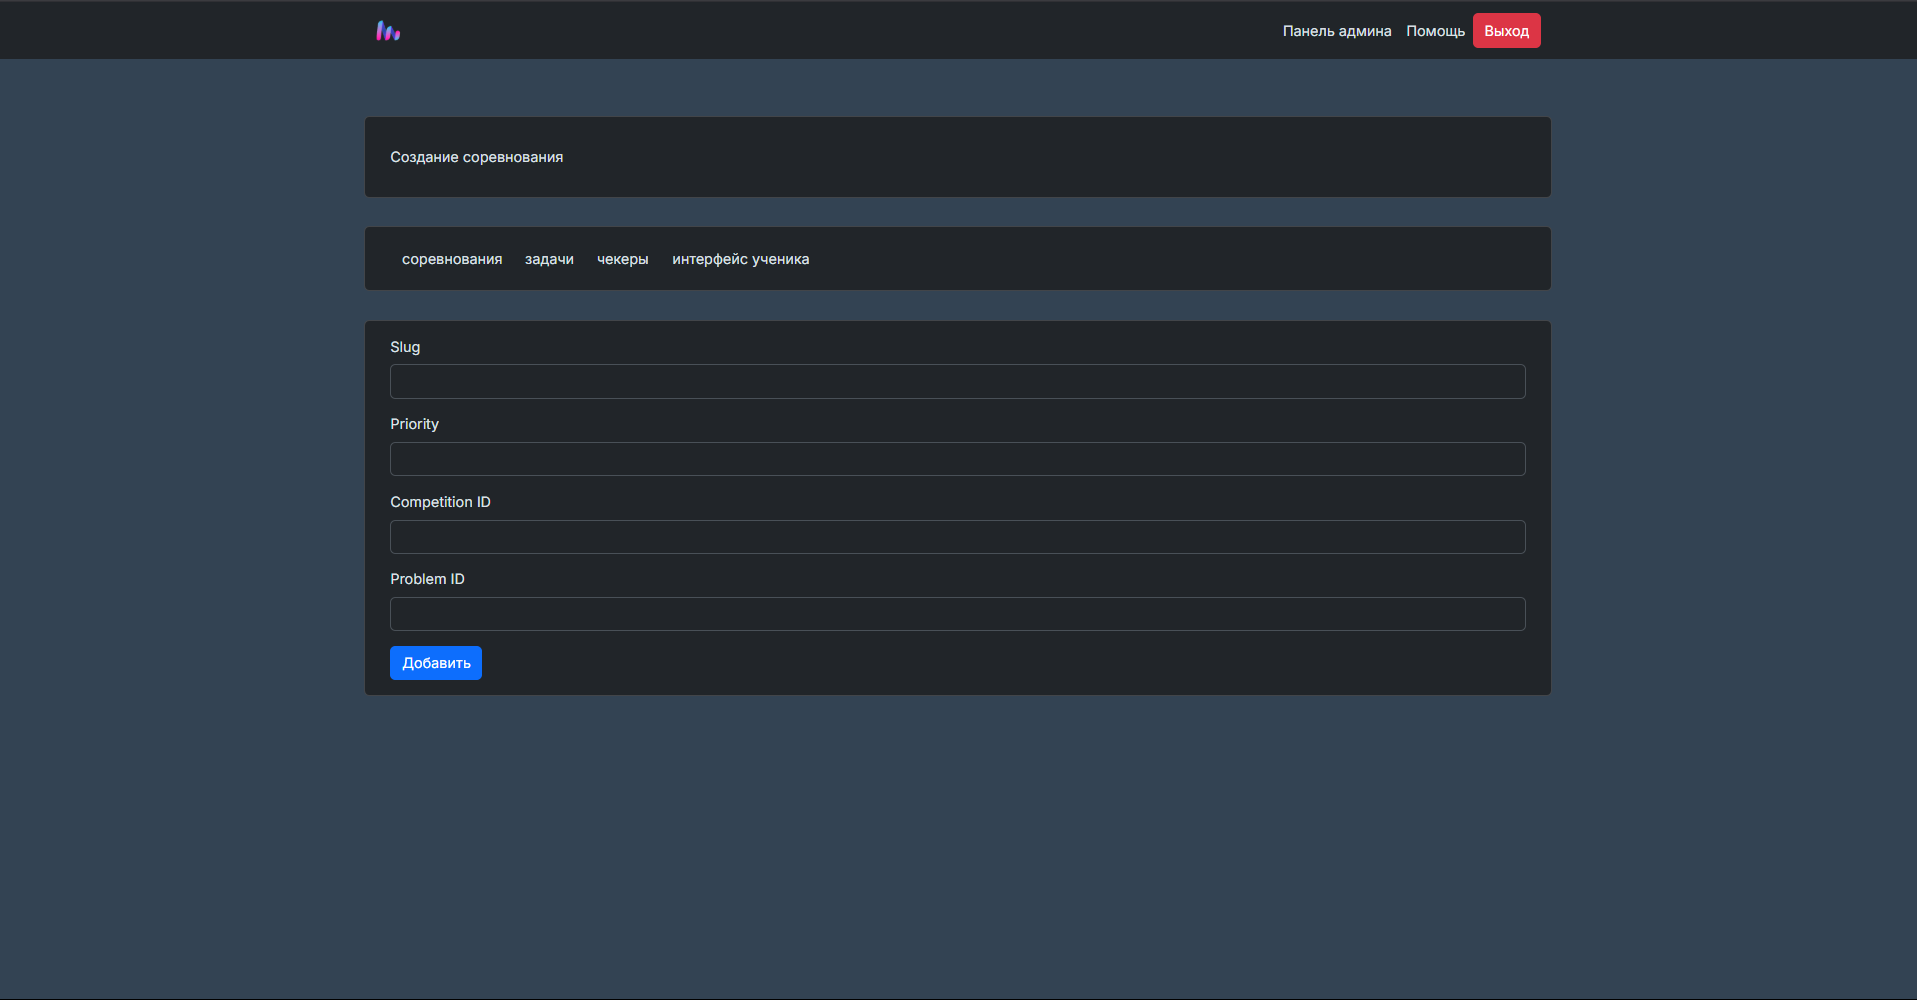 Панель админа Помощь Выход
Создание соревнования
соревнования задачи чекеры интерфейс ученика
Slug
Priority
Competition ID
Problem ID
Добавить